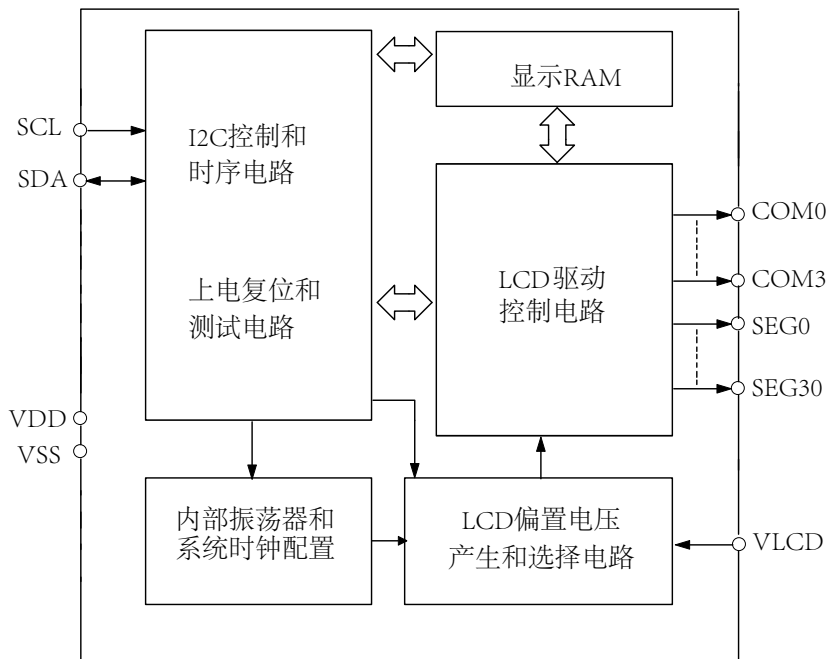 显示RAM
SCL
SDA
I2C控制和
时序电路
上电复位和
测试电路
LCD驱动
控制电路
COM0
COM3
SEG0
SEG30
VDD
VSS
内部振荡器和
系统时钟配置
LCD偏置电压
产生和选择电路
VLCD